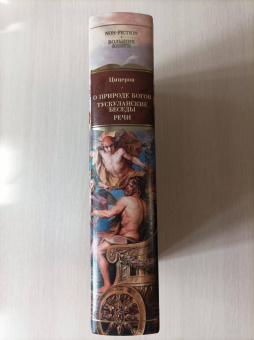 NON-FICTION
БОЛЬШИЕ
КНИГИ
Цицерон
О ПРИРОДЕ БОГОВ
ТУСКУЛАНСКИЕ
БЕСЕДЫ
РЕЧИ